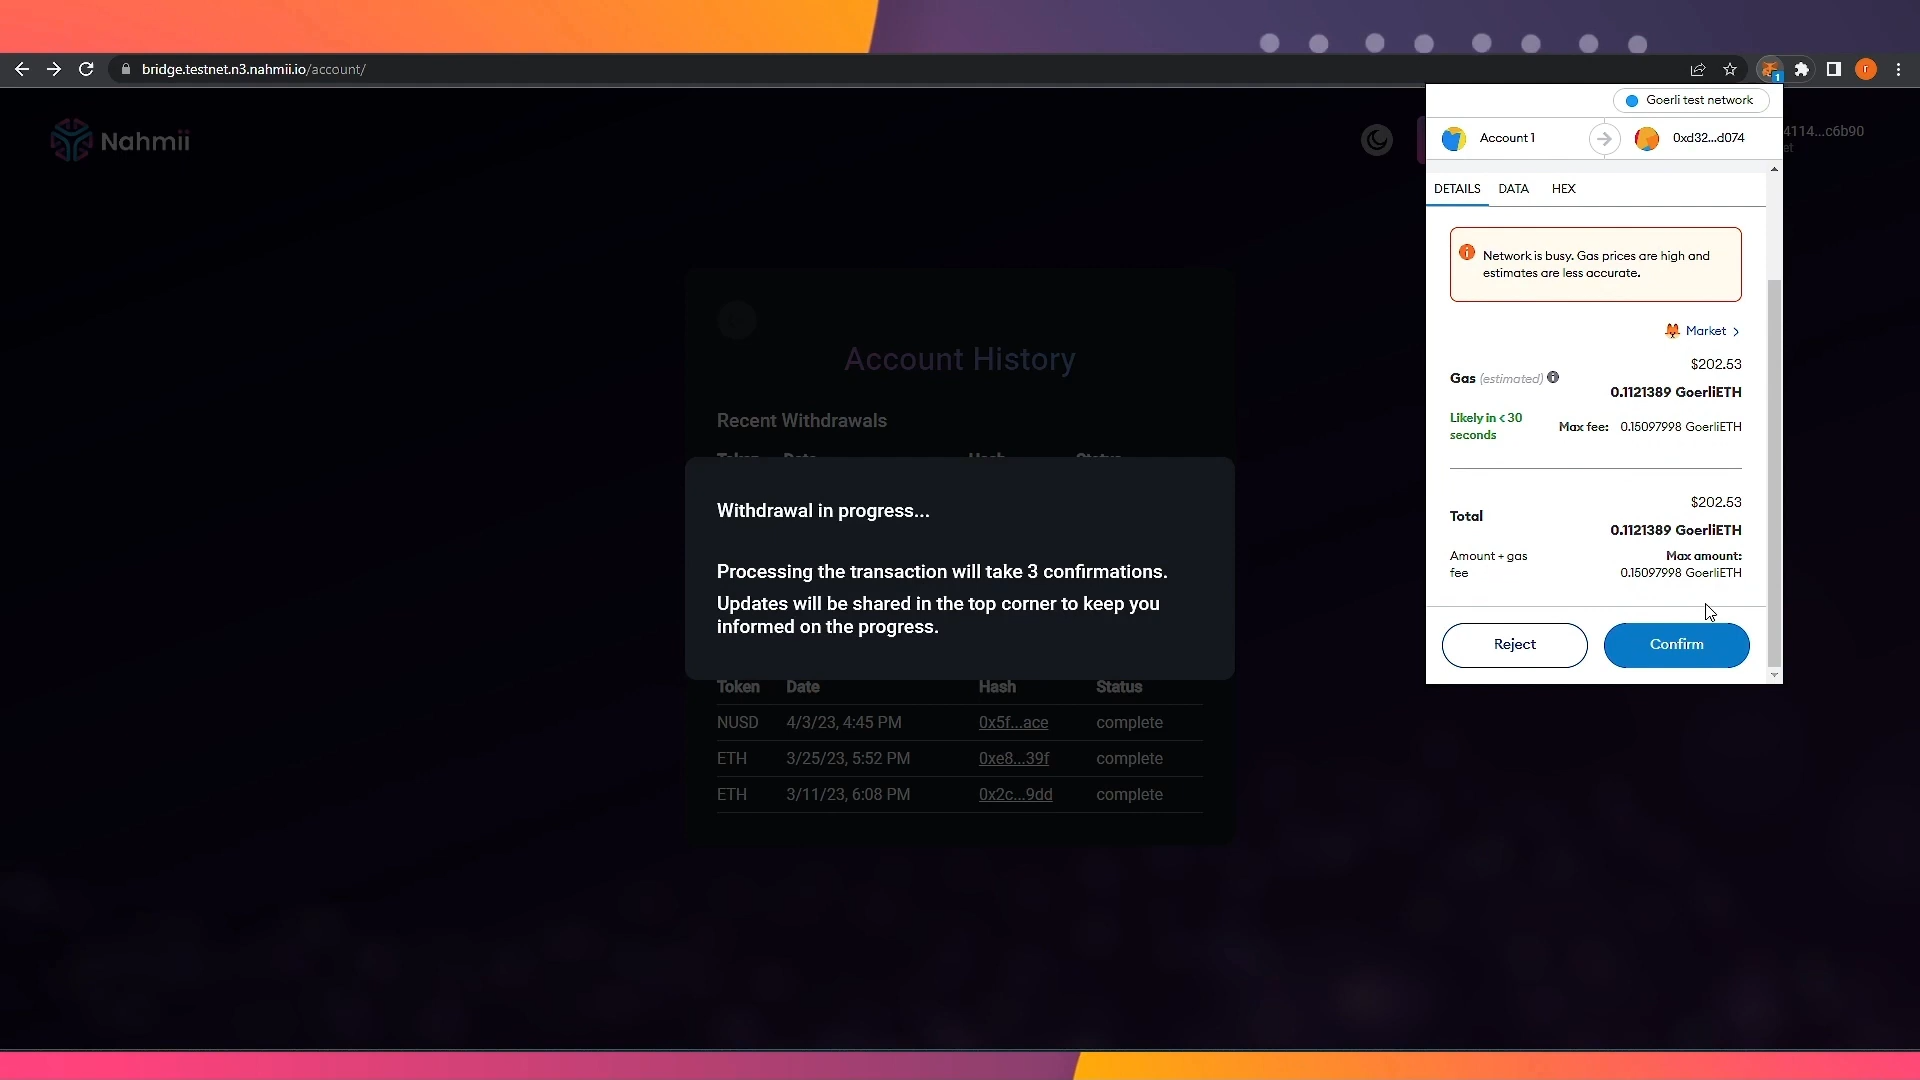 bridge.testnet.n3.nahmii.io/account/
1
r
Goerli test network
Nahmii
Account 1
0xd32...d074
4114...c6b90
et
DETAILS DATA HEX
Network is busy. Gas prices are high and
estimates are less accurate.
Market >
$202.53
Gas (estimated)
0.1121389 GoerliETH
Likely in < 30
seconds
Max fee: 0.15097998 GoerliETH
$202.53
Total
0.1121389 GoerliETH
Amount + gas
fee
Max amount:
0.15097998 GoerliETH
Reject
Confirm
Account History
Recent Withdrawals
Token Date Hash Status
Withdrawal in progress...
Processing the transaction will take 3 confirmations.
Updates will be shared in the top corner to keep you
informed on the progress.
Token Date Hash Status
NUSD 4/3/23, 4:45 PM 0x5f...ace complete
ETH 3/25/23, 5:52 PM 0xe8...39f complete
ETH 3/11/23, 6:08 PM 0x2c...9dd complete